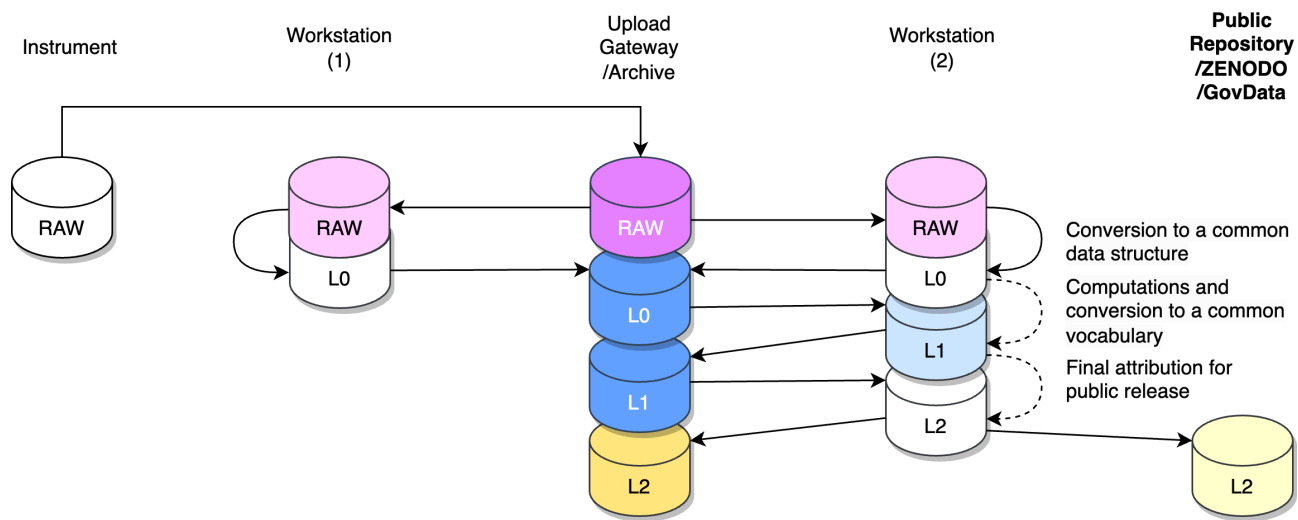 Instrument
Workstation
(1)
Upload
Gateway
/Archive
Workstation
(2)
Public
Repository
/ZENODO
/GovData
RAW
RAW
L0
RAW
L0
L1
L2
RAW
L0
L1
L2
Conversion to a common
data structure
Computations and
conversion to a common
vocabulary
Final attribution for
public release
L2